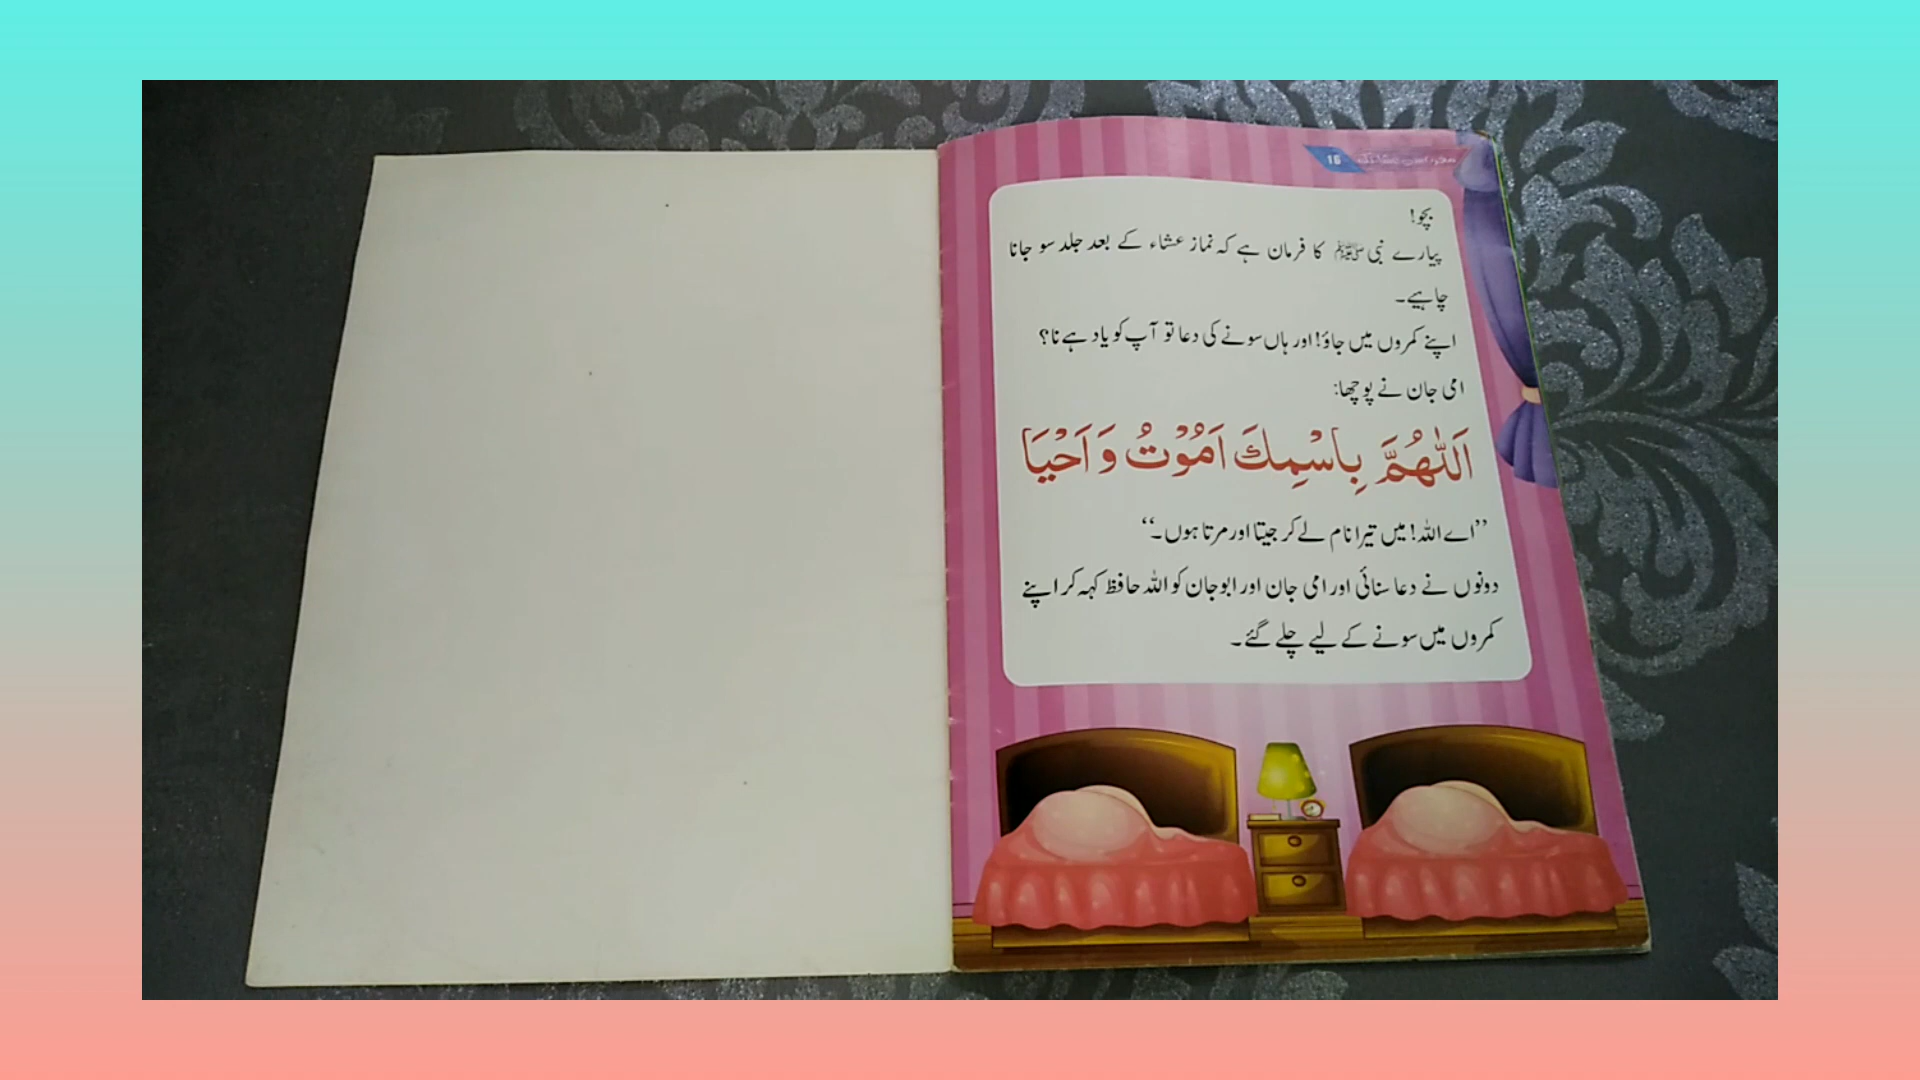 16
بچو!
پیارے نبی ﷺ کا فرمان ہے کہ نماز عشاء کے بعد جلد سو جانا
چاہیے۔
اپنے کمروں میں جاؤ! اور ہاں سونے کی دعا تو آپ کو یاد ہے نا؟
امی جان نے پوچھا:
اَللّٰهُمَّ بِاسْمِكَ اَمُوْتُ وَ اَحْيَا
”اے اللہ! میں تیرا نام لے کر جیتا اور مرتا ہوں۔“
دونوں نے دعا سنائی اور امی جان اور ابو جان کو اللہ حافظ کہہ کر اپنے
کمروں میں سونے کے لیے چلے گئے۔